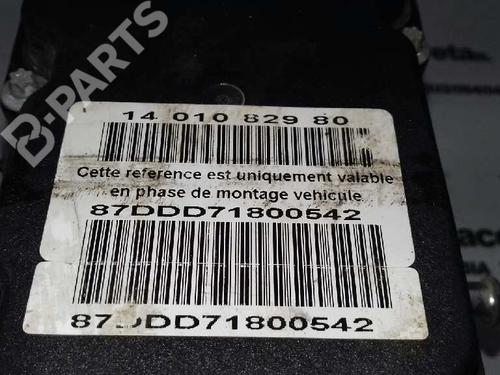 B-PARTS
14 010 829 80
Cette reference est uniquement valable
en phase de montage vehicule
87DDD71800542
87DDD71800542